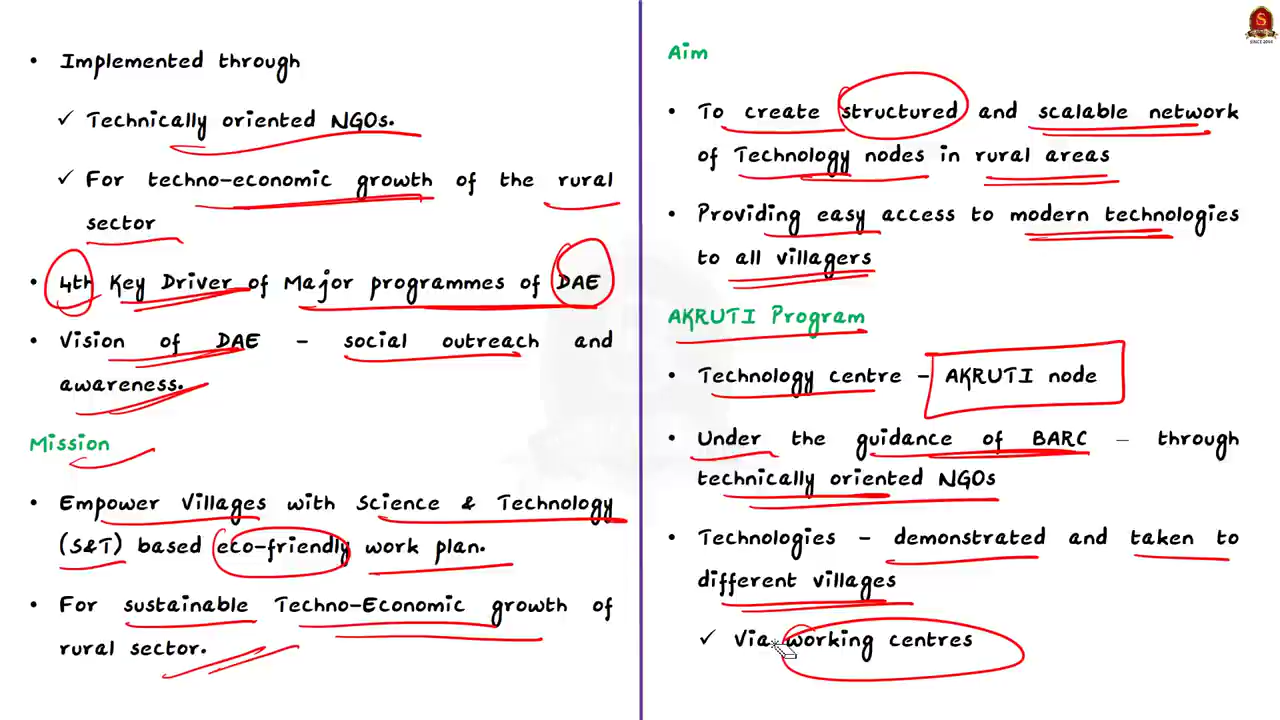 • Implemented through
✓ Technically oriented NGOs.
✓ For techno-economic growth of the rural
sector
• 4th Key Driver of Major programmes of DAE
• Vision of DAE - social outreach and
awareness.
Mission
• Empower Villages with Science & Technology
(S&T) based eco-friendly work plan.
• For sustainable Techno-Economic growth of
rural sector.
Aim
• To create structured and scalable network
of Technology nodes in rural areas
• Providing easy access to modern technologies
to all villagers
AKRUTI Program
• Technology centre - AKRUTI node
• Under the guidance of BARC – through
technically oriented NGOs
• Technologies - demonstrated and taken to
different villages
✓ Via working centres
S
SINCE 2004